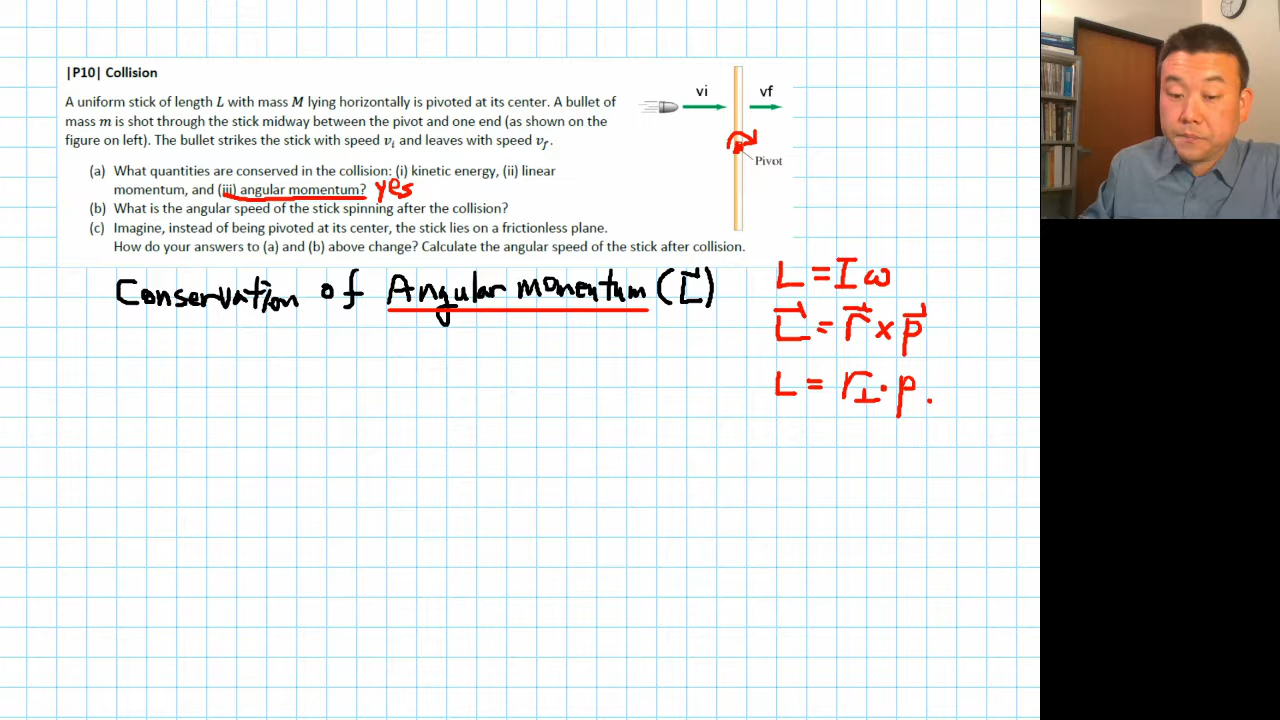 |P10| Collision
A uniform stick of length L with mass M lying horizontally is pivoted at its center. A bullet of
mass m is shot through the stick midway between the pivot and one end (as shown on the
figure on left). The bullet strikes the stick with speed vᵢ and leaves with speed v_f.
(a) What quantities are conserved in the collision: (i) kinetic energy, (ii) linear
momentum, and (iii) angular momentum? yes
(b) What is the angular speed of the stick spinning after the collision?
(c) Imagine, instead of being pivoted at its center, the stick lies on a frictionless plane.
How do your answers to (a) and (b) above change? Calculate the angular speed of the stick after collision.
vi
vf
Pivot
Conservation of Angular momentum (L⃗)
L = I ω
L⃗ = r⃗ × p⃗
L = r⊥ · p.